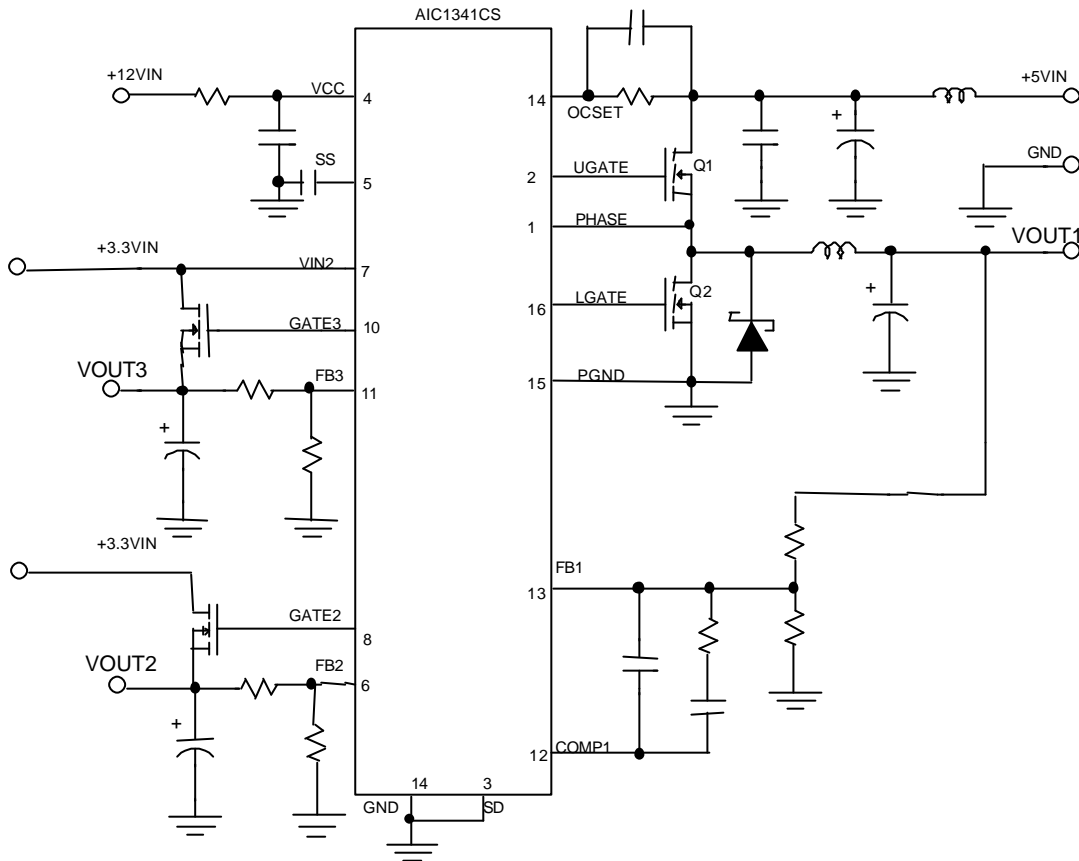 AIC1341CS
+12VIN
VCC
4
14
OCSET
+5VIN
+
SS
5
2
UGATE
Q1
GND
1
PHASE
VOUT1
+3.3VIN
VIN2
7
+
GATE3
10
16
LGATE
Q2
VOUT3
FB3
11
15
PGND
+
+3.3VIN
13
FB1
GATE2
8
VOUT2
FB2
6
+
12
COMP1
14
3
GND
SD